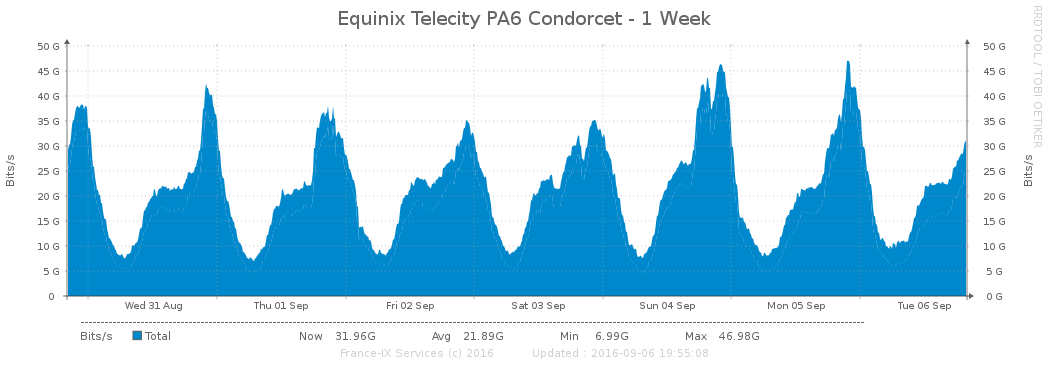 Equinix Telecity PA6 Condorcet - 1 Week
RRDTOOL / TOBI OETIKER
50 G 50 G
45 G 45 G
40 G 40 G
35 G 35 G
30 G 30 G
25 G 25 G
20 G 20 G
15 G 15 G
10 G 10 G
5 G 5 G
0 0 G
Bits/s Bits/s
Wed 31 Aug Thu 01 Sep Fri 02 Sep Sat 03 Sep Sun 04 Sep Mon 05 Sep Tue 06 Sep
Bits/s Total Now 31.96G Avg 21.89G Min 6.99G Max 46.98G
France-IX Services (c) 2016 Updated : 2016-09-06 19:55:08